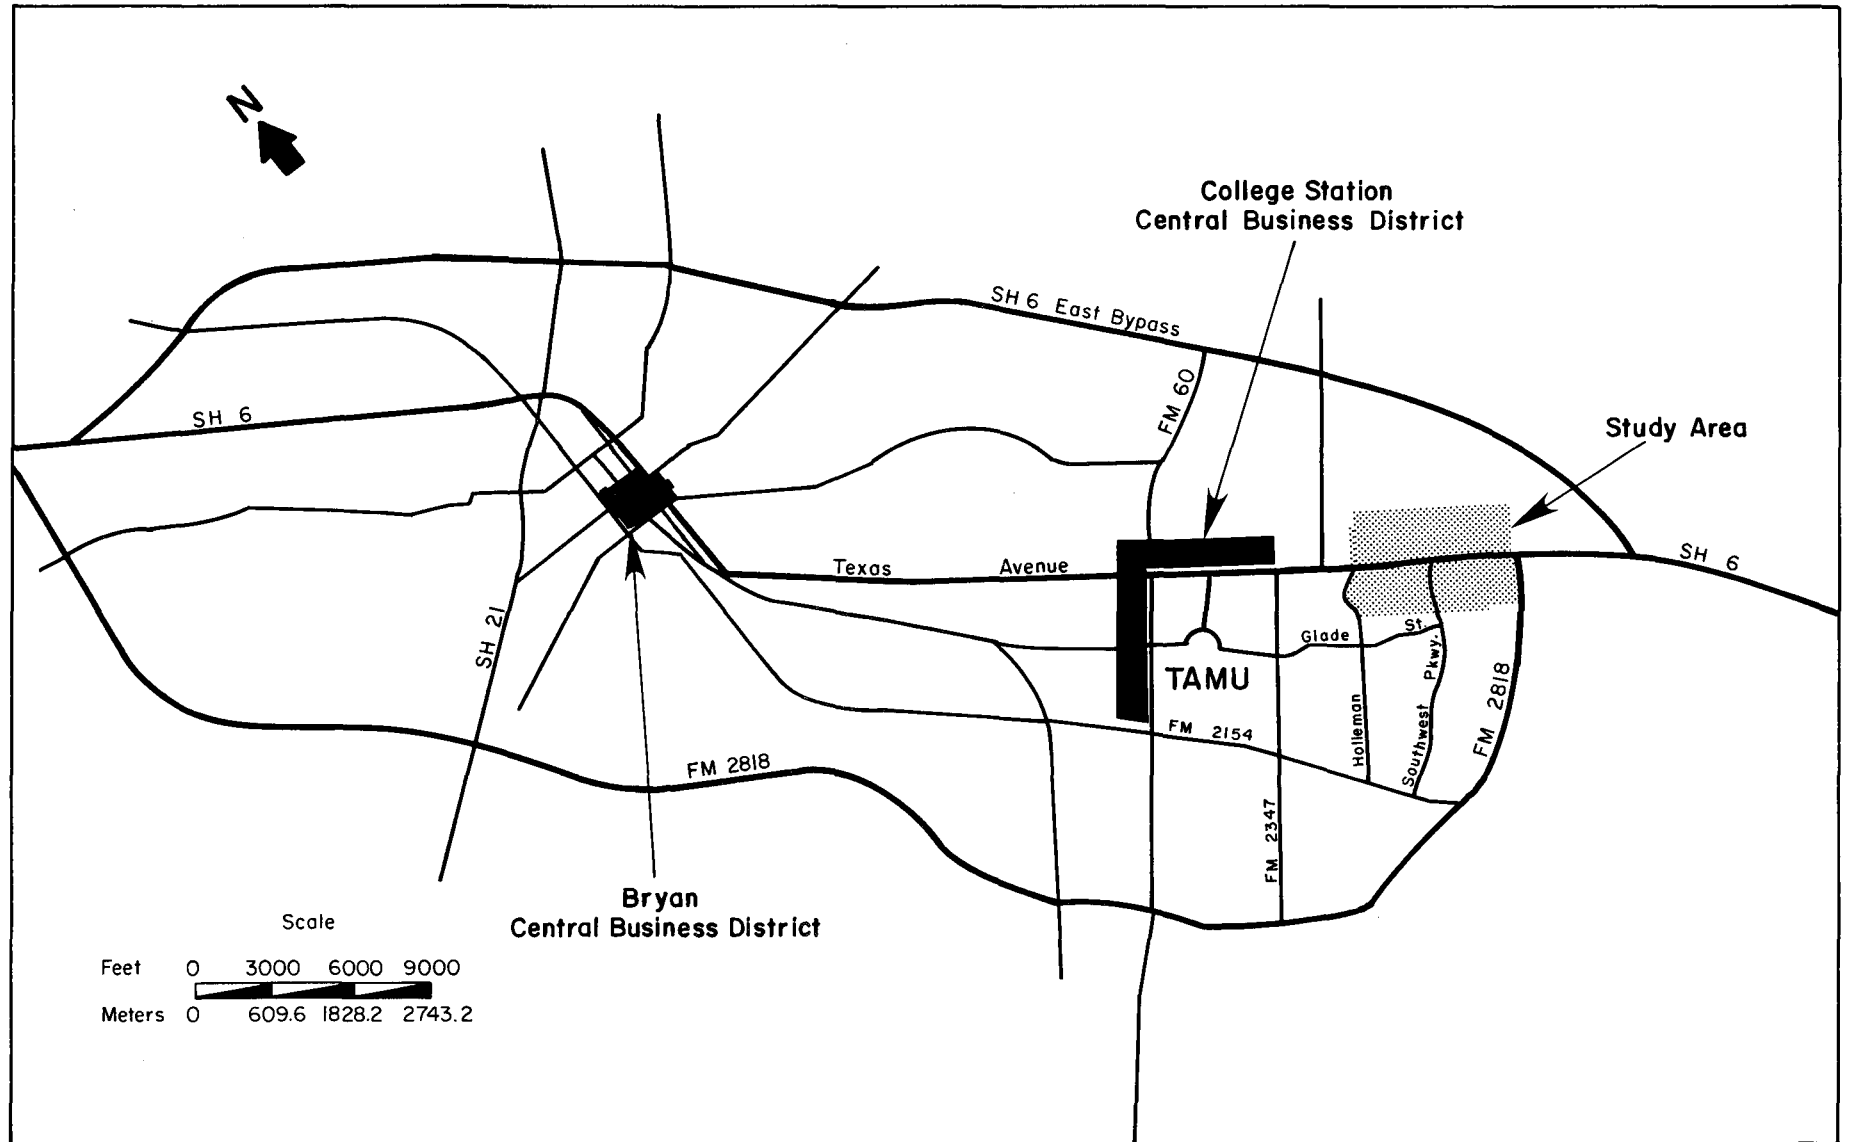 N
College Station
Central Business District
SH 6 East Bypass
FM 60
SH 6
Study Area
Texas Avenue
SH 6
SH 21
Glade St.
TAMU
Holleman
Southwest Pkwy.
FM 2818
FM 2154
FM 2818
FM 2347
Bryan
Central Business District
Scale
Feet 0 3000 6000 9000
Meters 0 609.6 1828.2 2743.2